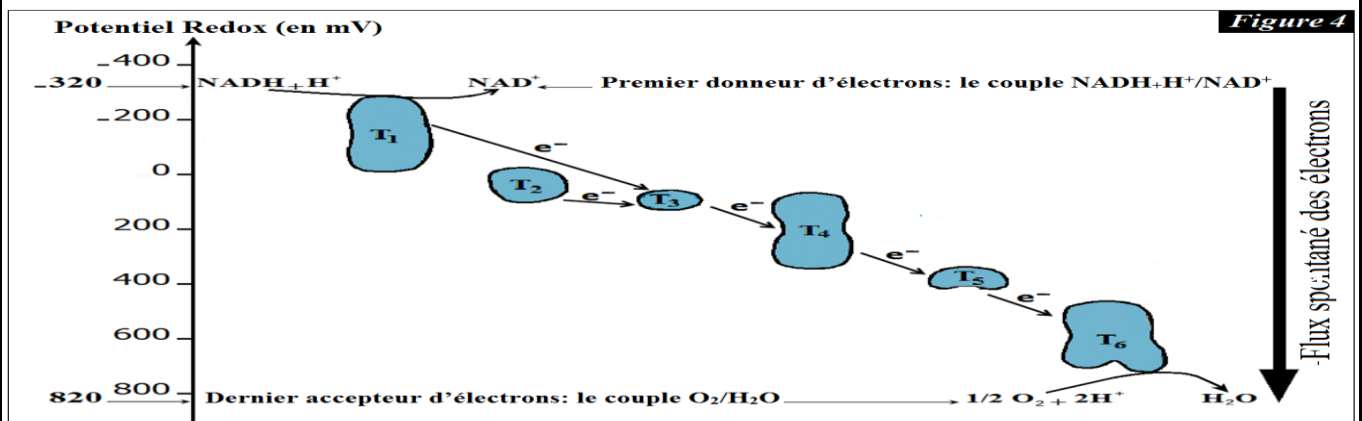 Figure 4
Potentiel Redox (en mV)
-400
-320 NADH+H⁺ NAD⁺ Premier donneur d’électrons: le couple NADH+H⁺/NAD⁺
-200
T₁
e⁻
0
T₂ e⁻ T₃ e⁻
200
T₄
e⁻
400
T₅
e⁻
600
T₆
800
820 Dernier accepteur d’électrons: le couple O₂/H₂O 1/2 O₂ + 2H⁺ H₂O
-Flux spontané des électrons